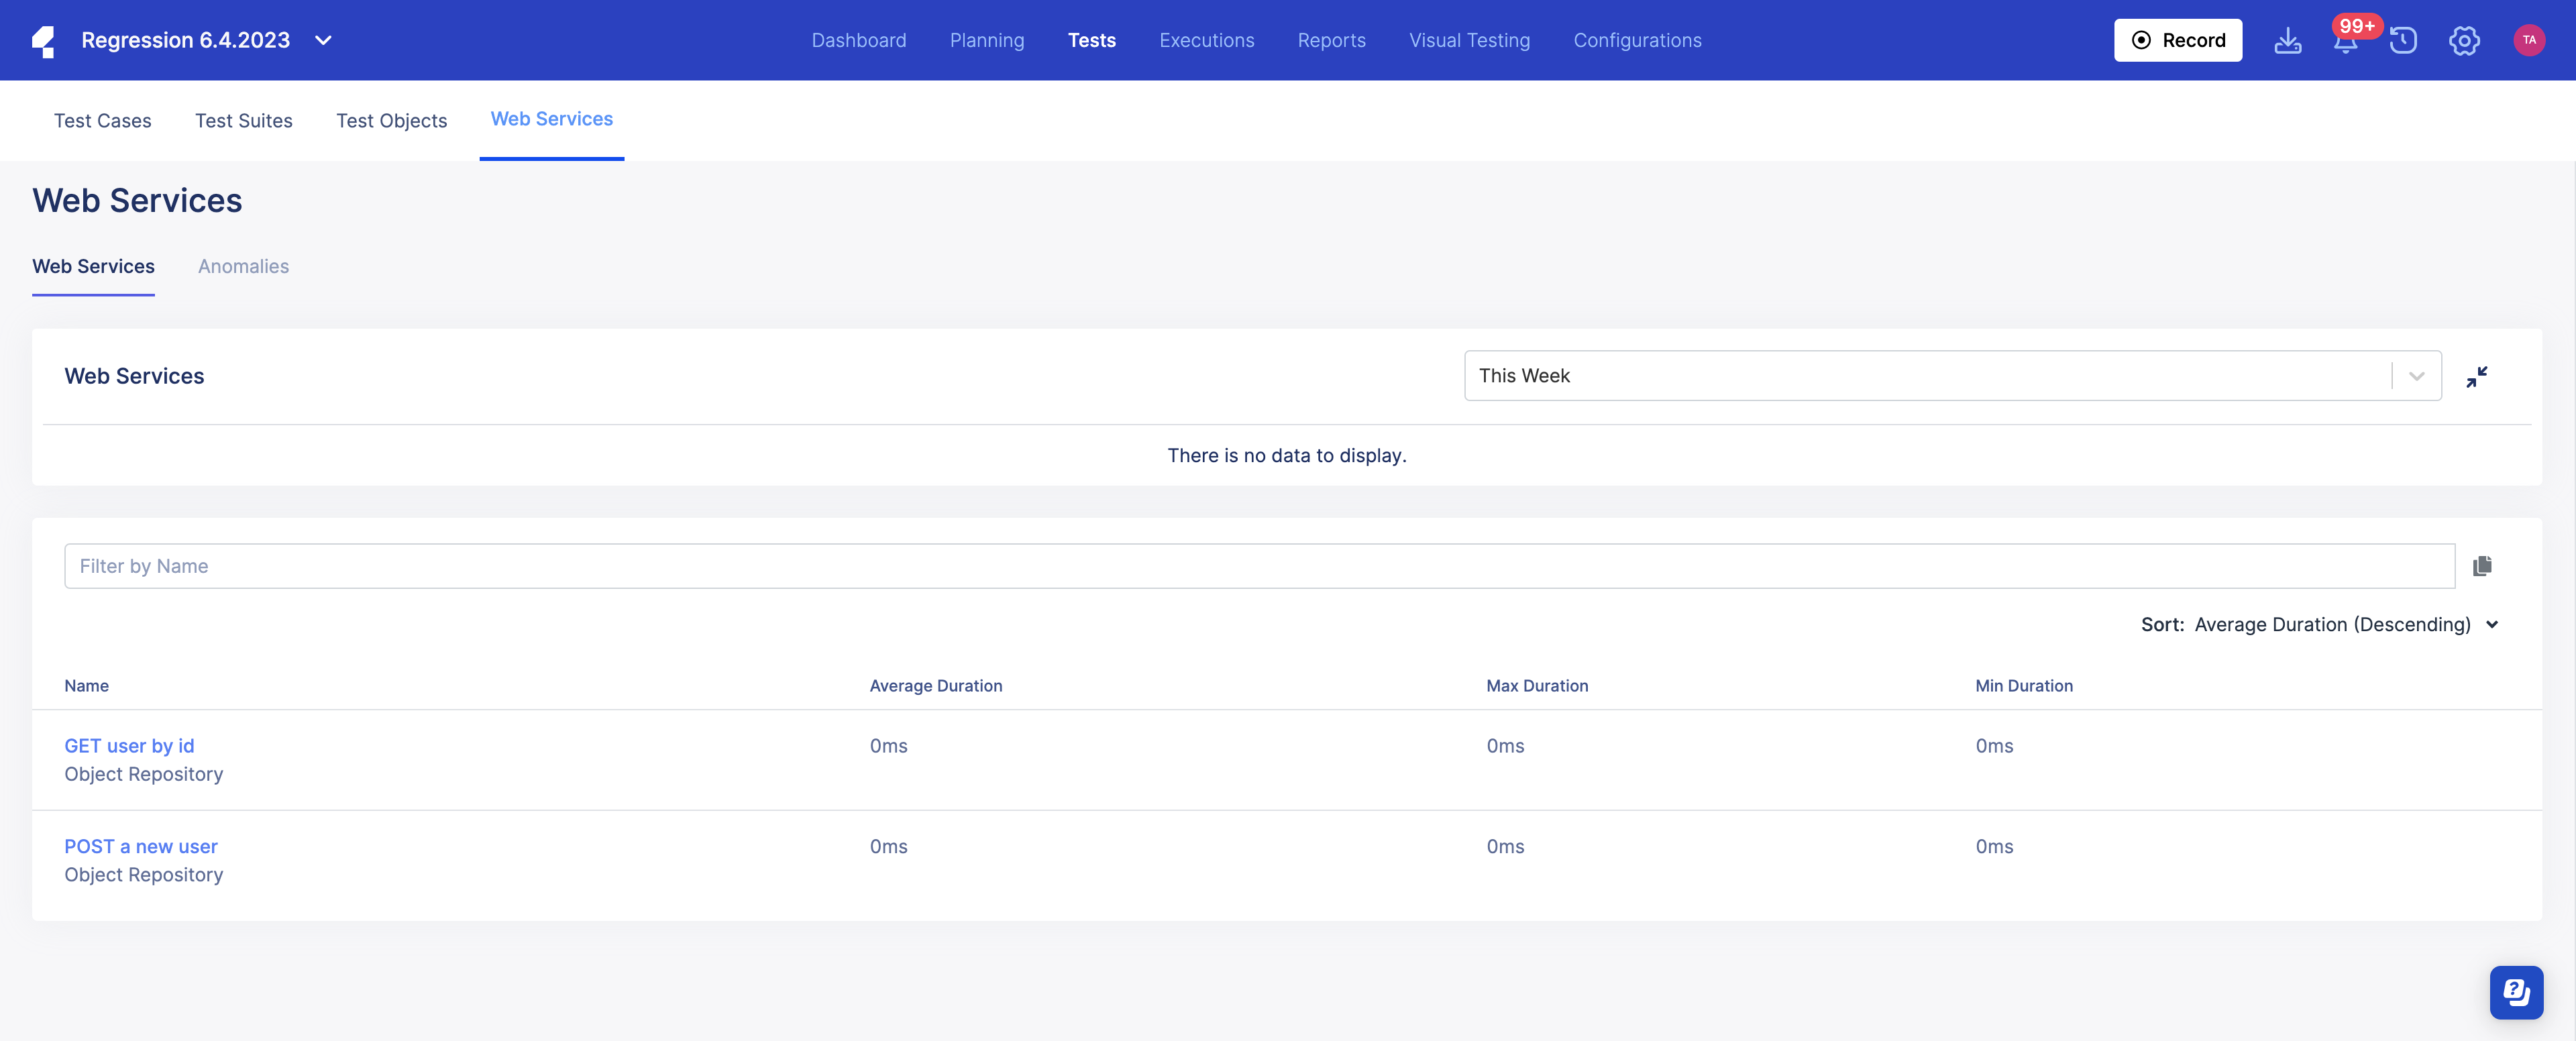 Regression 6.4.2023
Dashboard Planning Tests Executions Reports Visual Testing Configurations
Record
99+
TA
Test Cases Test Suites Test Objects Web Services
Web Services
Web Services Anomalies
Web Services
This Week
There is no data to display.
Filter by Name
Sort: Average Duration (Descending)
Name Average Duration Max Duration Min Duration
GET user by id 0ms 0ms 0ms
Object Repository
POST a new user 0ms 0ms 0ms
Object Repository
?